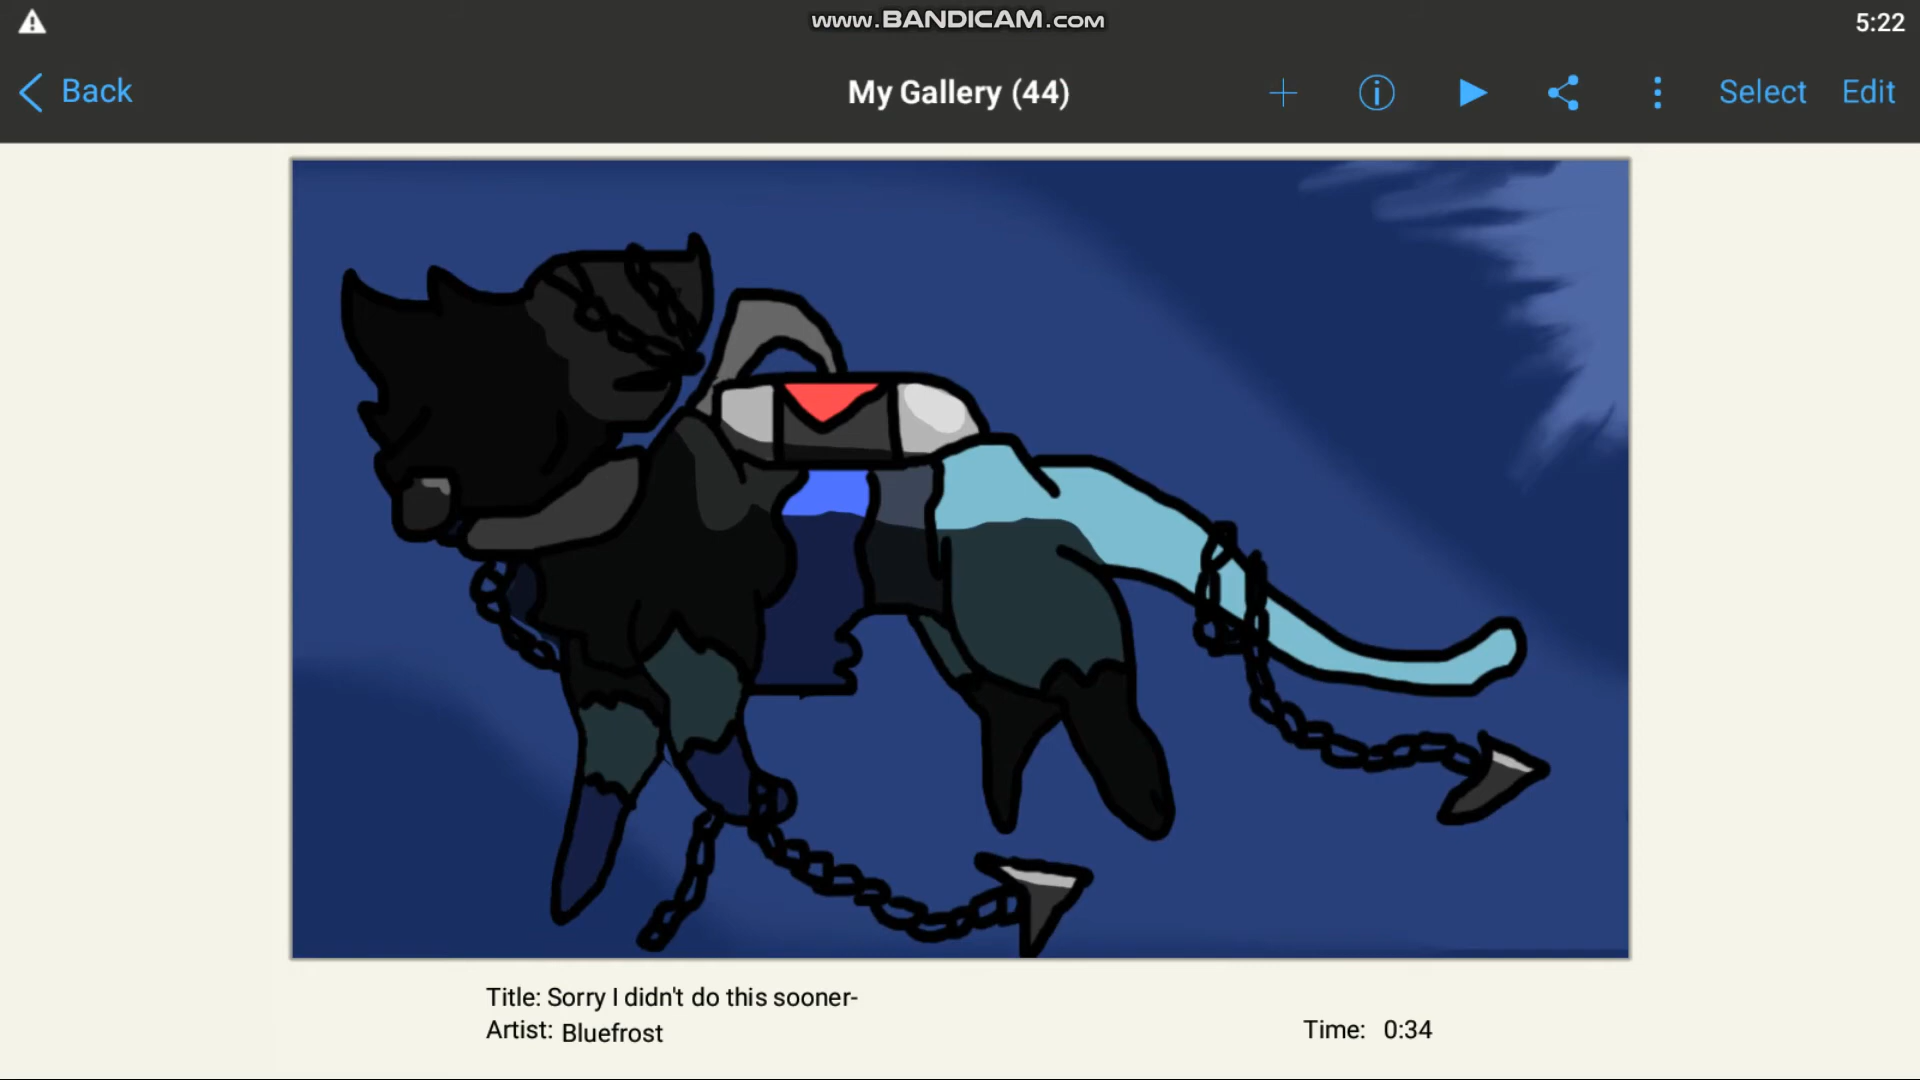 www.BANDICAM.com
5:22
Back
My Gallery (44)
Select
Edit
Title: Sorry I didn't do this sooner-
Artist: Bluefrost
Time: 0:34